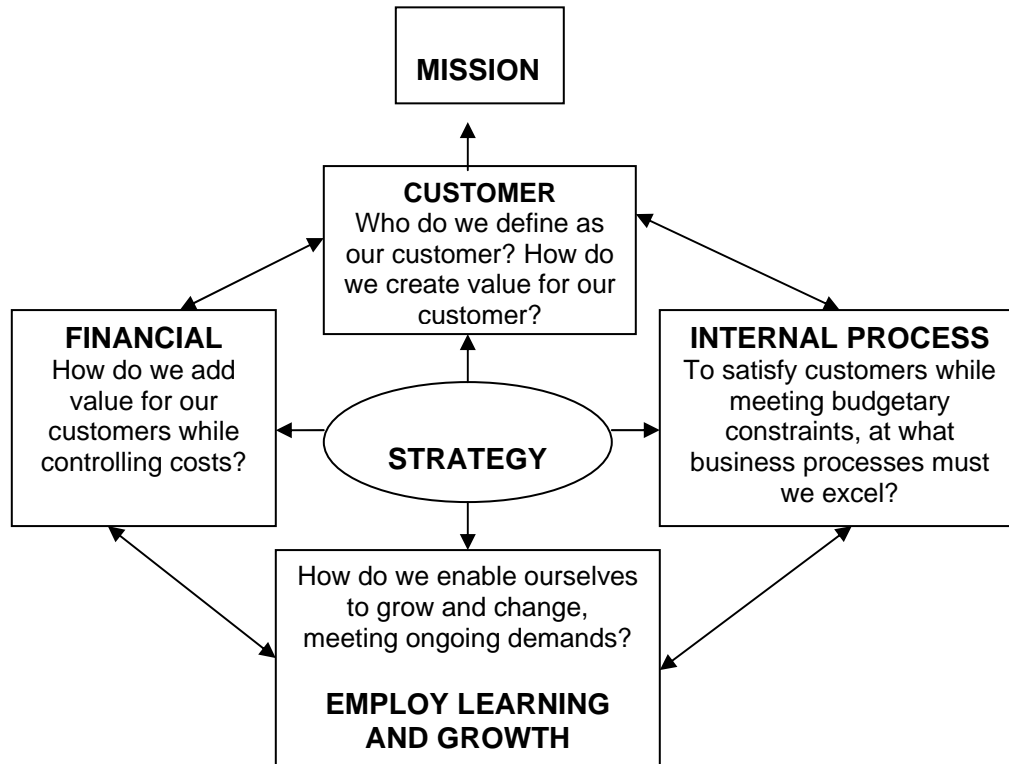 MISSION
CUSTOMER
Who do we define as
our customer? How do
we create value for our
customer?
FINANCIAL
How do we add
value for our
customers while
controlling costs?
STRATEGY
INTERNAL PROCESS
To satisfy customers while
meeting budgetary
constraints, at what
business processes must
we excel?
How do we enable ourselves
to grow and change,
meeting ongoing demands?
EMPLOY LEARNING
AND GROWTH